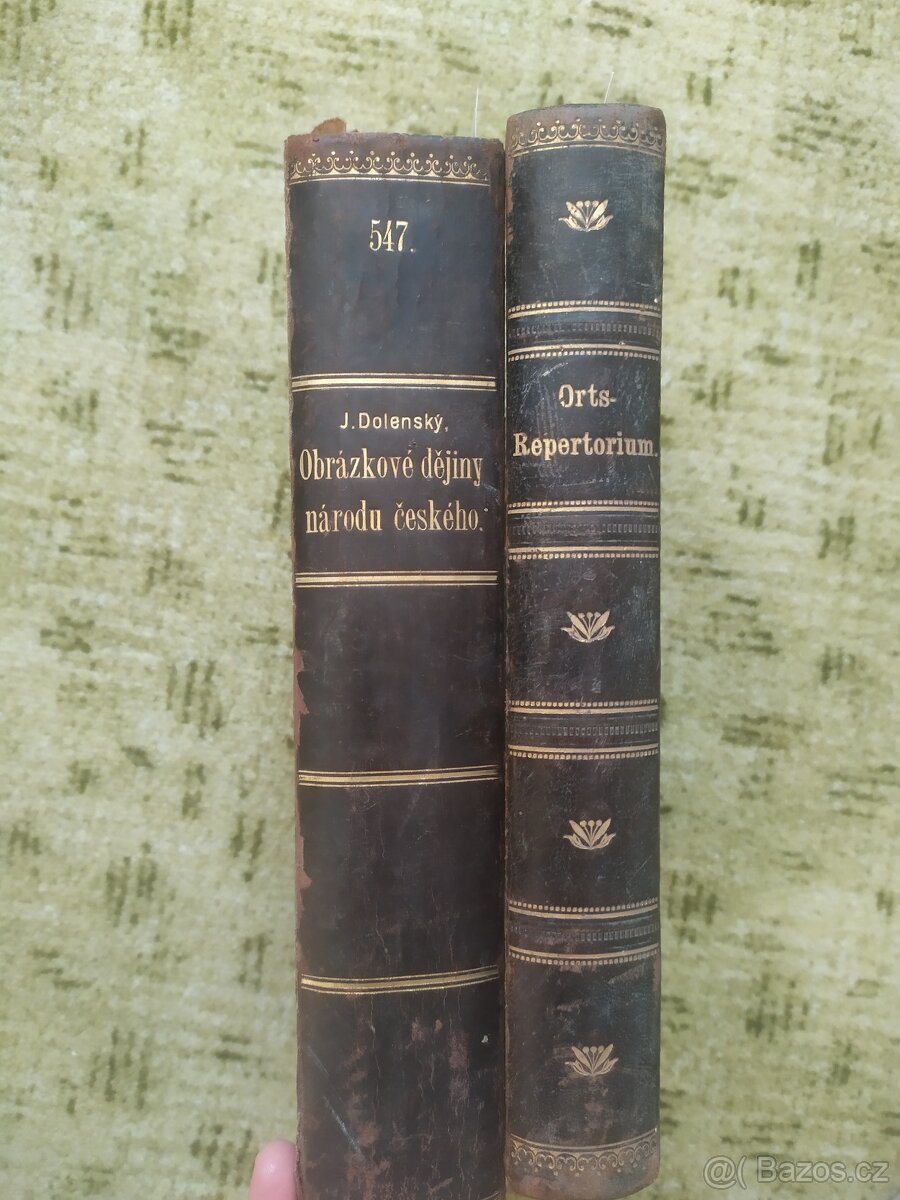 547.
J. Dolenský,
Obrázkové dějiny
národu českého.
Orts-
Repertorium.
@( Bazos.cz